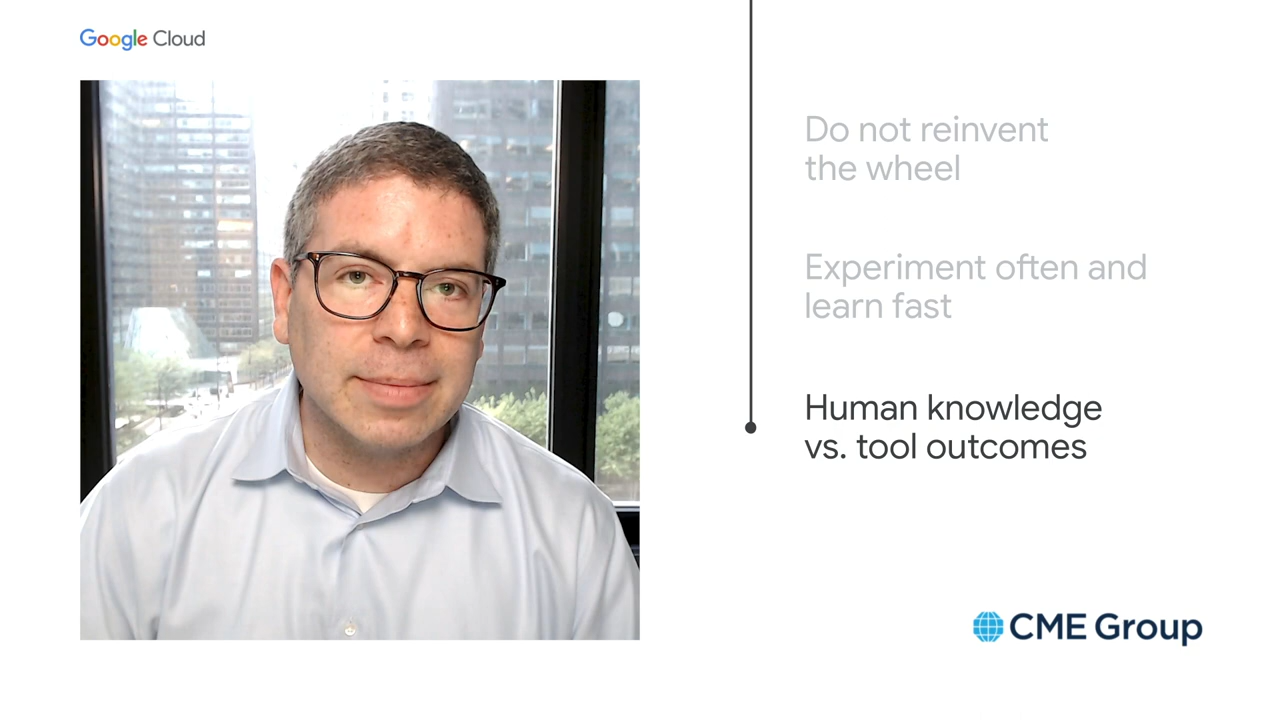 Google Cloud
Do not reinvent
the wheel
Experiment often and
learn fast
Human knowledge
vs. tool outcomes
CME Group